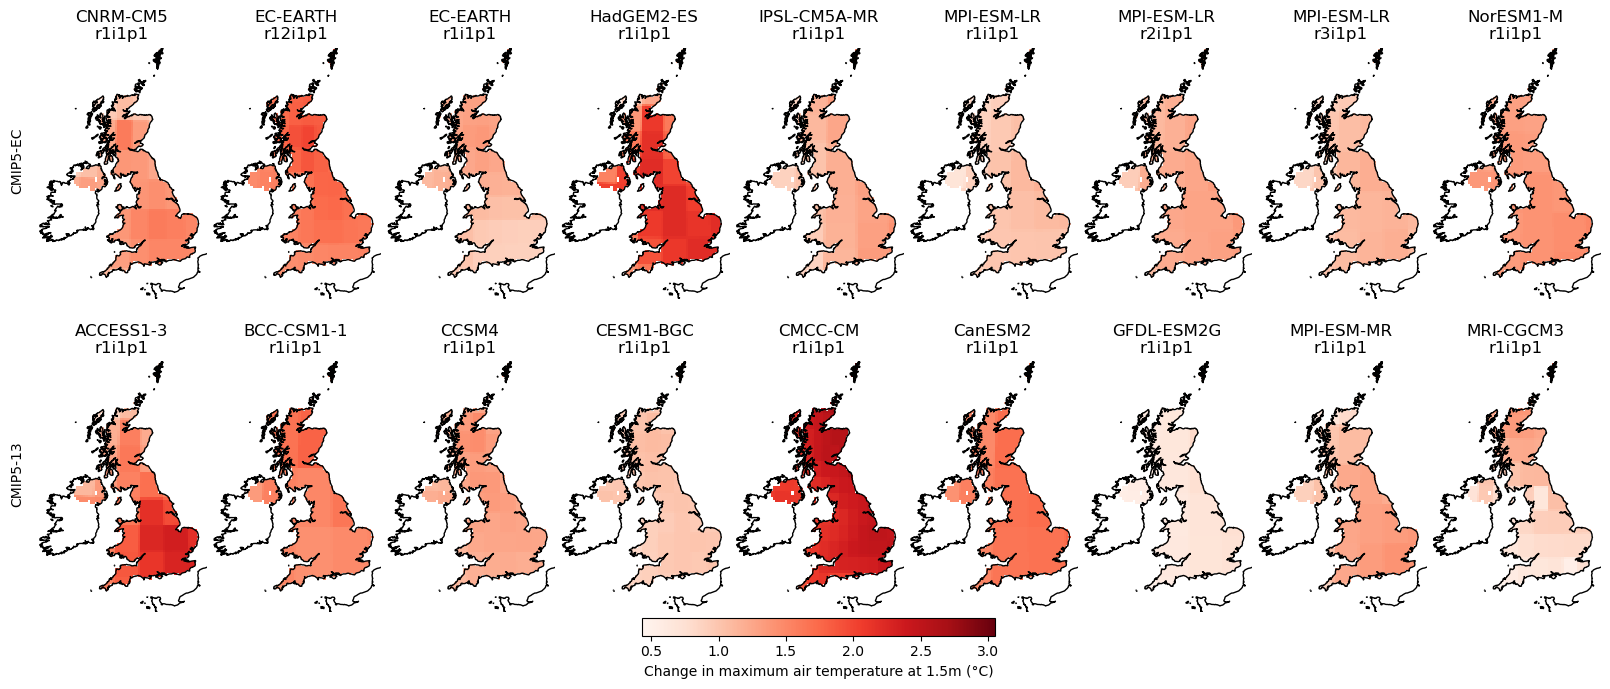 CNRM-CM5 EC-EARTH EC-EARTH HadGEM2-ES IPSL-CM5A-MR MPI-ESM-LR MPI-ESM-LR MPI-ESM-LR NorESM1-M
r1i1p1 r12i1p1 r1i1p1 r1i1p1 r1i1p1 r1i1p1 r2i1p1 r3i1p1 r1i1p1
CMIP5-EC
ACCESS1-3 BCC-CSM1-1 CCSM4 CESM1-BGC CMCC-CM CanESM2 GFDL-ESM2G MPI-ESM-MR MRI-CGCM3
r1i1p1 r1i1p1 r1i1p1 r1i1p1 r1i1p1 r1i1p1 r1i1p1 r1i1p1 r1i1p1
CMIP5-13
0.5 1.0 1.5 2.0 2.5 3.0
Change in maximum air temperature at 1.5m (°C)